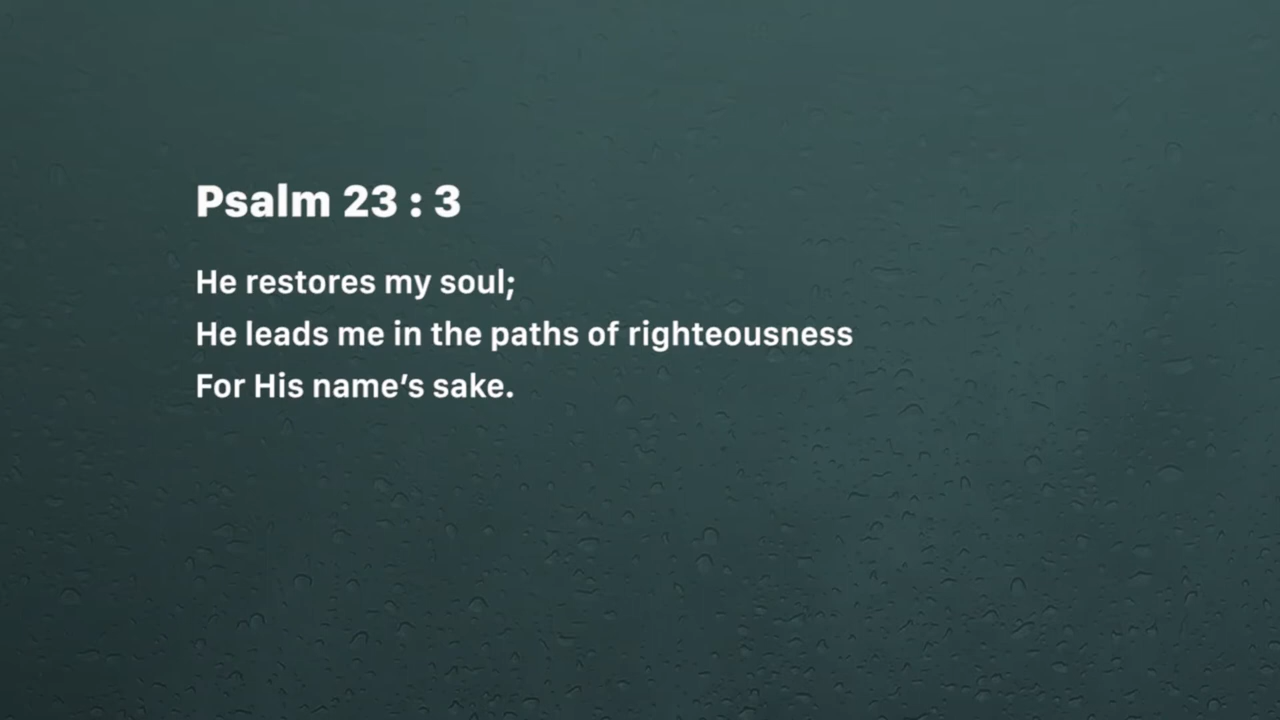 Psalm 23 : 3
He restores my soul;
He leads me in the paths of righteousness
For His name’s sake.